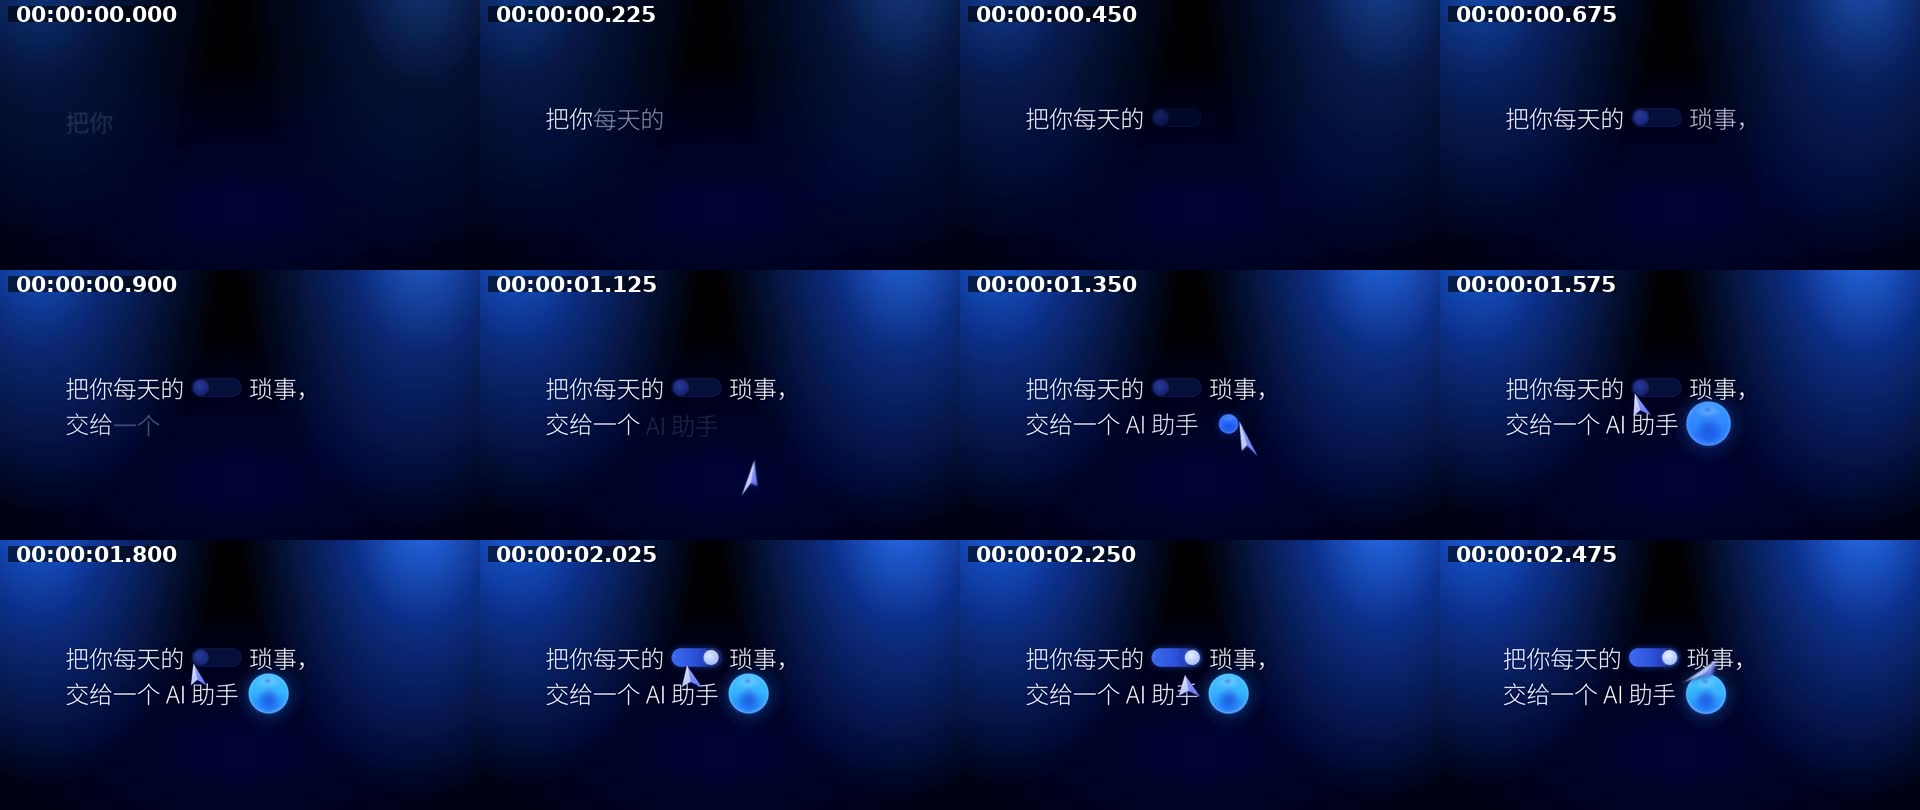 00:00:00.000
把你
00:00:00.225
把你每天的
00:00:00.450
把你每天的
00:00:00.675
把你每天的 琐事，
00:00:00.900
把你每天的 琐事，
交给一个
00:00:01.125
把你每天的 琐事，
交给一个 AI 助手
00:00:01.350
把你每天的 琐事，
交给一个 AI 助手
00:00:01.575
把你每天的 琐事，
交给一个 AI 助手
00:00:01.800
把你每天的 琐事，
交给一个 AI 助手
00:00:02.025
把你每天的 琐事，
交给一个 AI 助手
00:00:02.250
把你每天的 琐事，
交给一个 AI 助手
00:00:02.475
把你每天的 琐事，
交给一个 AI 助手